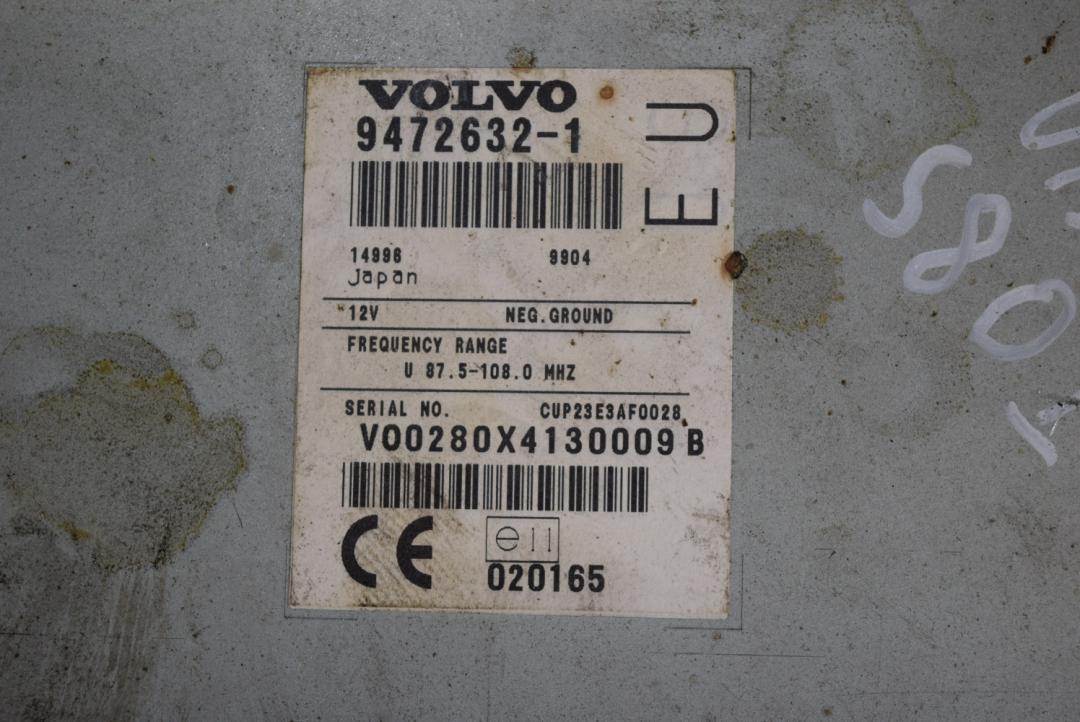 VOLVO
9472632-1
EU
14996 9904
Japan
12V NEG.GROUND
FREQUENCY RANGE
U 87.5-108.0 MHZ
SERIAL NO. CUP23E3AF0028
V00280X4130009 B
CE
e11
020165
S80